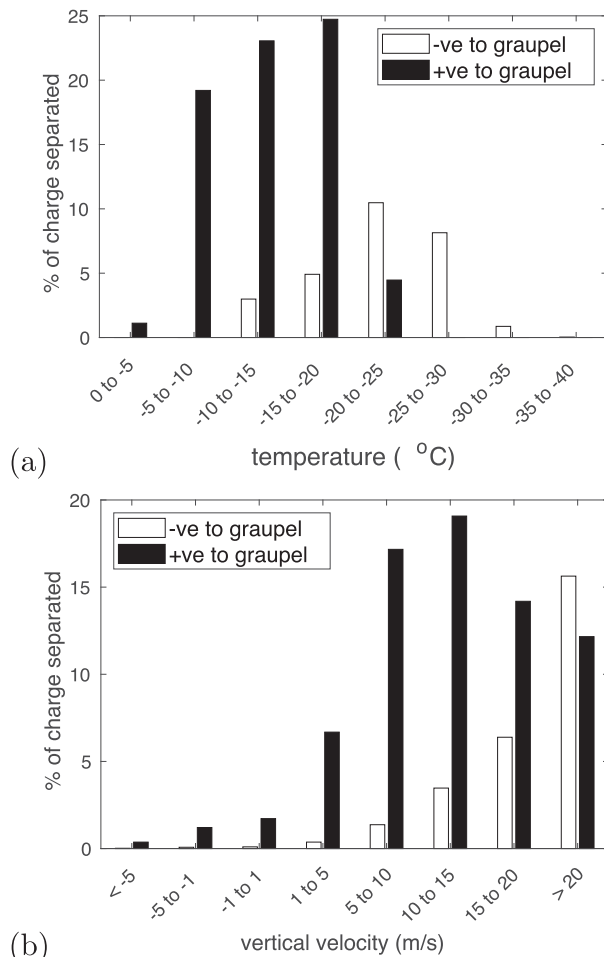 25
20
15
10
5
0
% of charge separated
-ve to graupel
+ve to graupel
0 to -5
-5 to -10
-10 to -15
-15 to -20
-20 to -25
-25 to -30
-30 to -35
-35 to -40
(a)
temperature ( °C)
20
15
10
5
0
% of charge separated
-ve to graupel
+ve to graupel
< -5
-5 to -1
-1 to 1
1 to 5
5 to 10
10 to 15
15 to 20
> 20
(b)
vertical velocity (m/s)